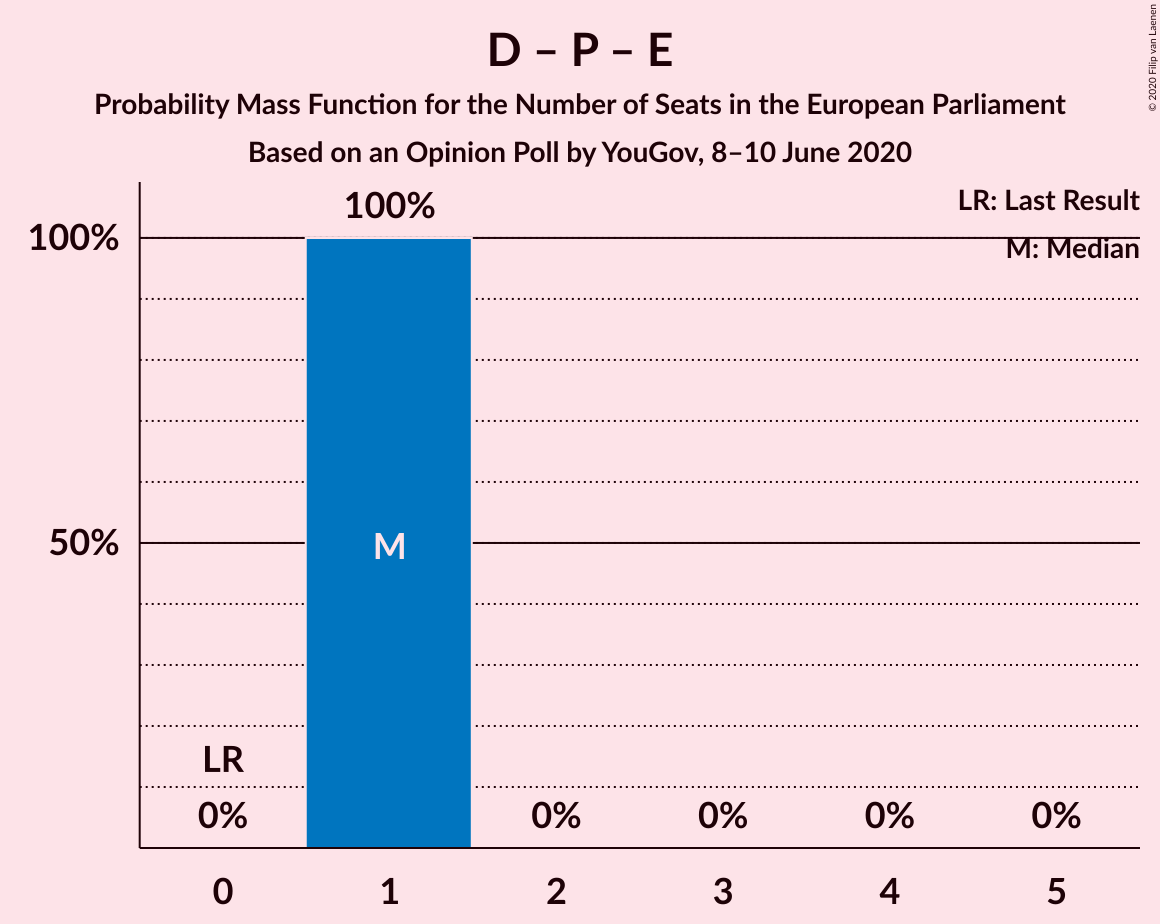 D – P – E
Probability Mass Function for the Number of Seats in the European Parliament
Based on an Opinion Poll by YouGov, 8–10 June 2020
© 2020 Filip van Laenen
LR: Last Result
M: Median
100%
100%
50%
M
LR
0%
0%
0%
0%
0%
0
1
2
3
4
5